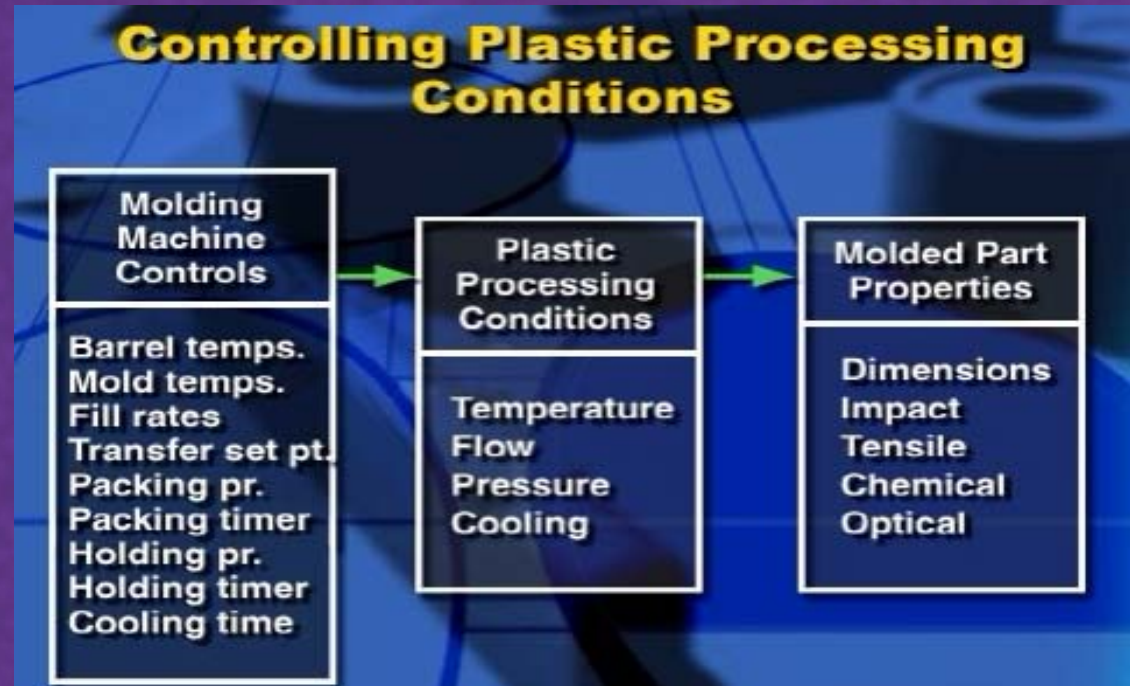 Controlling Plastic Processing
Conditions
Molding
Machine
Controls
Barrel temps.
Mold temps.
Fill rates
Transfer set pt.
Packing pr.
Packing timer
Holding pr.
Holding timer
Cooling time
Plastic
Processing
Conditions
Temperature
Flow
Pressure
Cooling
Molded Part
Properties
Dimensions
Impact
Tensile
Chemical
Optical